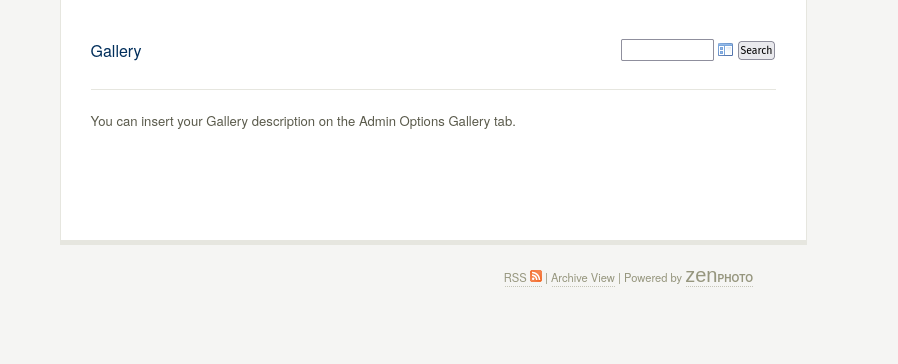 Gallery
Search
You can insert your Gallery description on the Admin Options Gallery tab.
RSS | Archive View | Powered by zenPHOTO